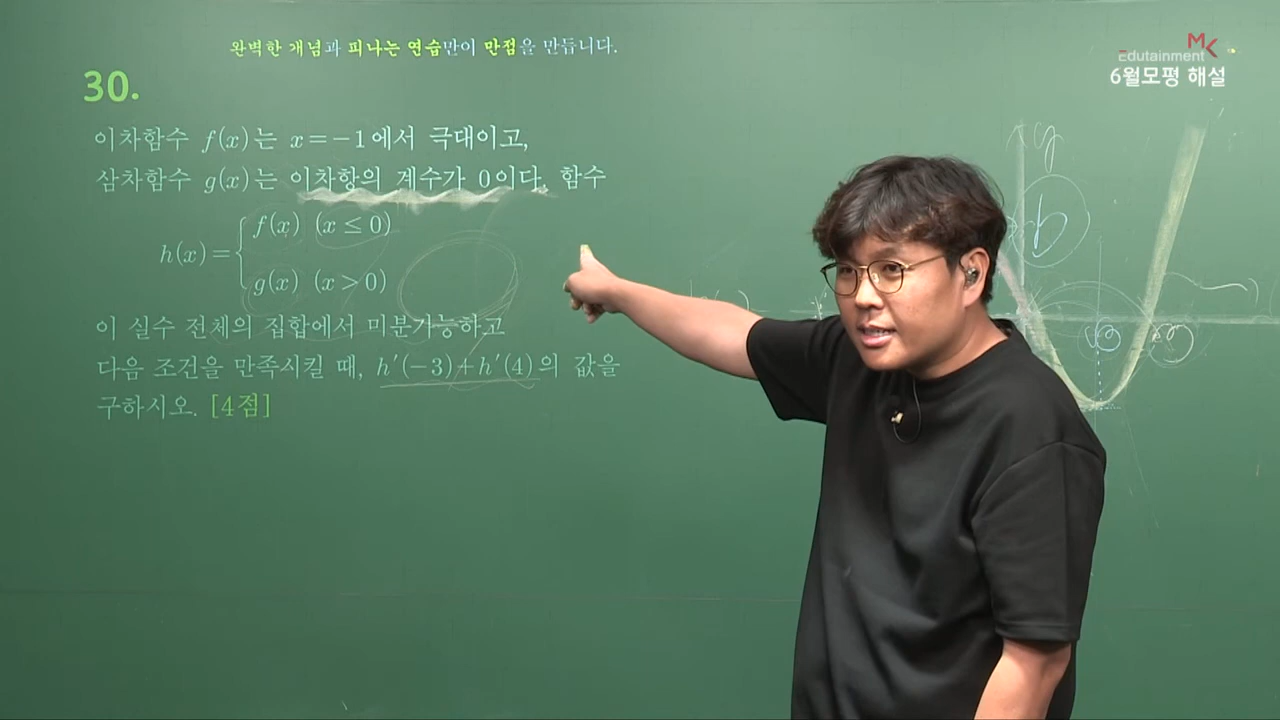 완벽한 개념과 피나는 연습만이 만점을 만듭니다.
MK
Edutainment
6월모평 해설
30.
이차함수 f(x)는 x=-1에서 극대이고,
삼차함수 g(x)는 이차항의 계수가 0이다. 함수
h(x)={ f(x) (x≤0)
g(x) (x>0)
이 실수 전체의 집합에서 미분가능하고
다음 조건을 만족시킬 때, h'(-3)+h'(4)의 값을
구하시오. [4점]
y
b